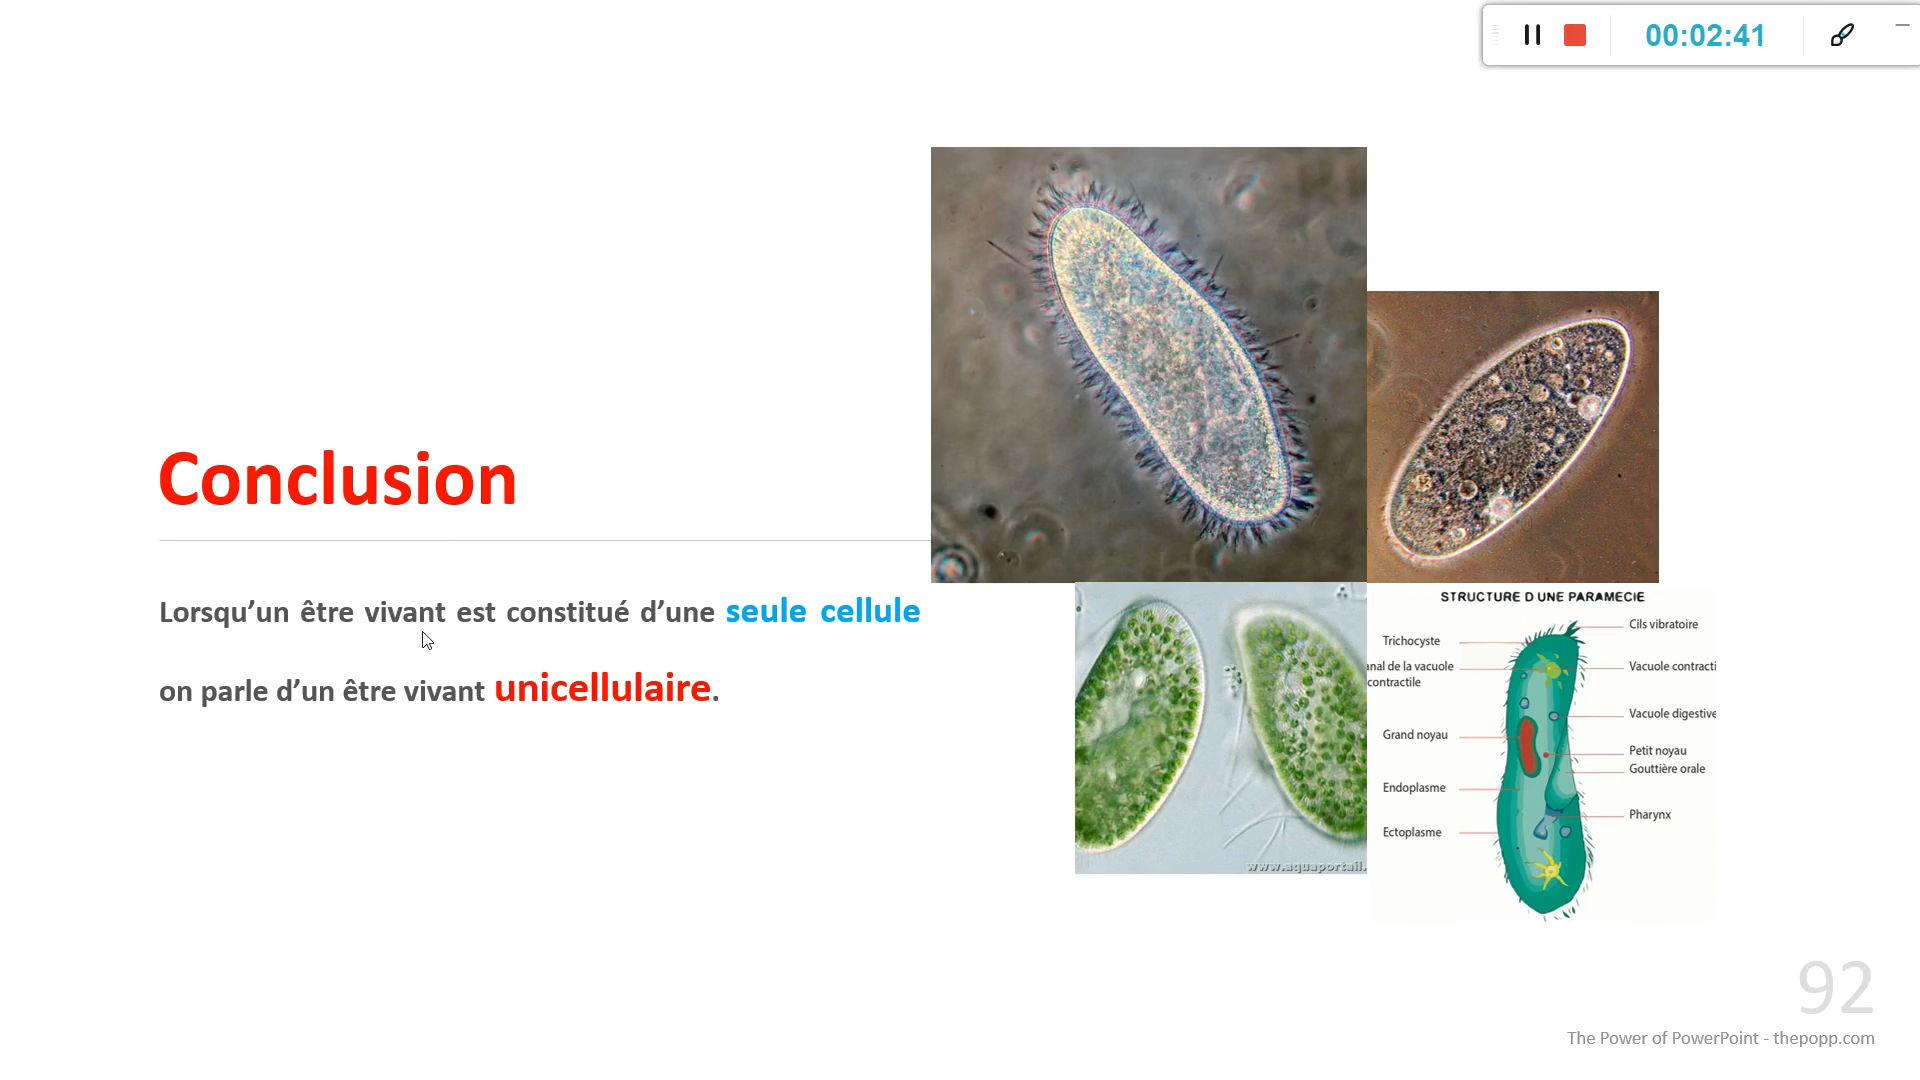 00:02:41
Conclusion
Lorsqu’un être vivant est constitué d’une seule cellule
on parle d’un être vivant unicellulaire.
www.aquaportail.
STRUCTURE D UNE PARAMECIE
Cils vibratoire
Trichocyste
anal de la vacuole
contractile
Vacuole contracti
Vacuole digestive
Grand noyau
Petit noyau
Gouttière orale
Endoplasme
Pharynx
Ectoplasme
92
The Power of PowerPoint - thepopp.com